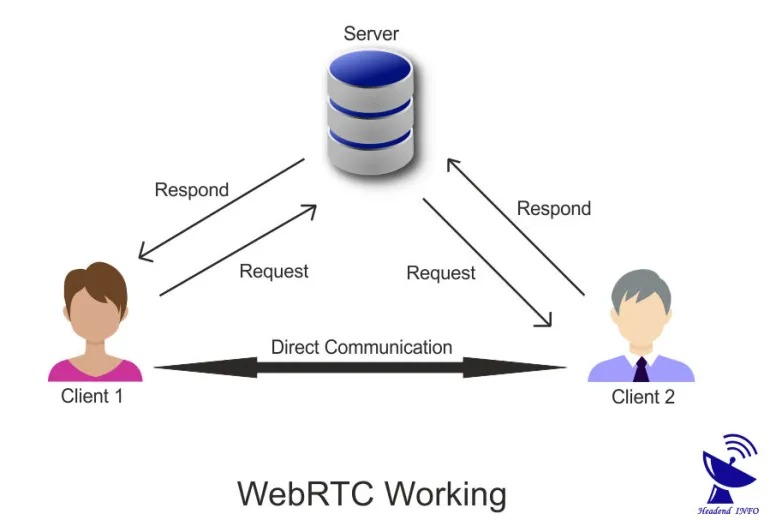 Server
Respond
Respond
Request
Request
Direct Communication
Client 1
Client 2
WebRTC Working
Headend INFO